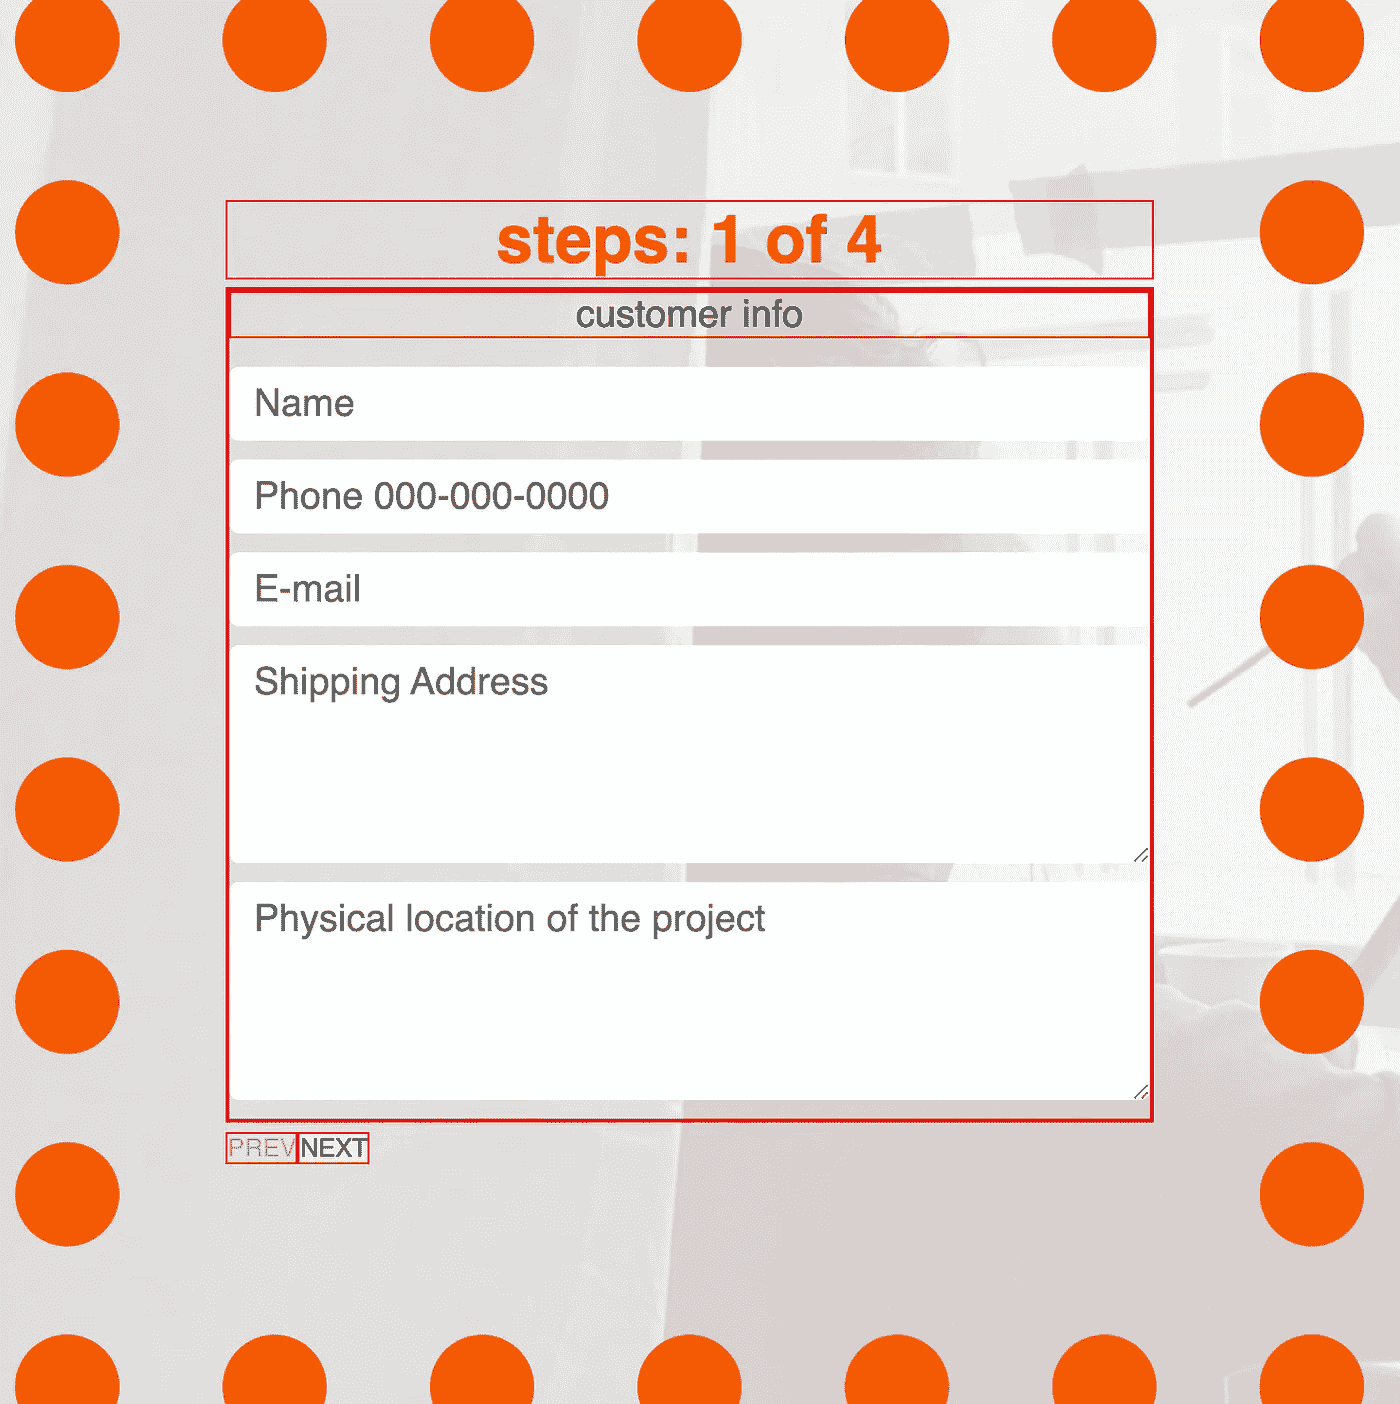 steps: 1 of 4
customer info
Name
Phone 000-000-0000
E-mail
Shipping Address
Physical location of the project
PREV NEXT